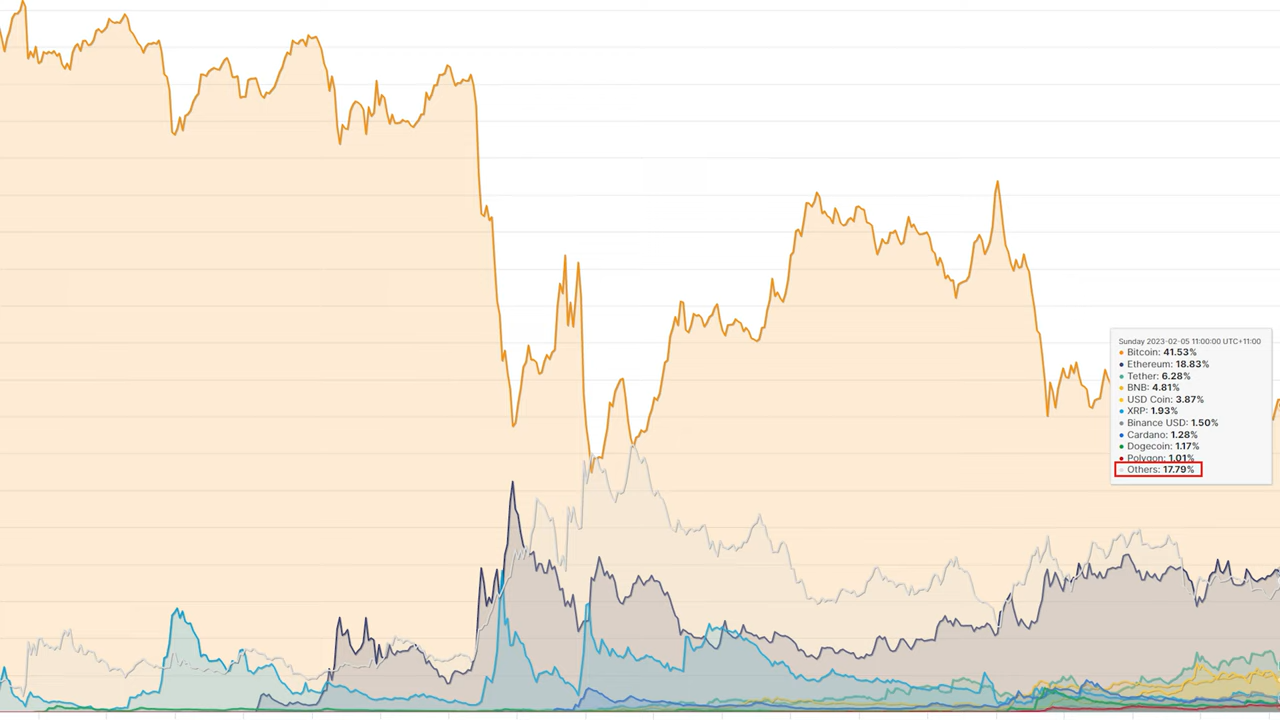 Sunday 2023-02-05 11:00:00 UTC+11:00
Bitcoin: 41.53%
Ethereum: 18.83%
Tether: 6.28%
BNB: 4.81%
USD Coin: 3.87%
XRP: 1.93%
Binance USD: 1.50%
Cardano: 1.28%
Dogecoin: 1.17%
Polygon: 1.01%
Others: 17.79%